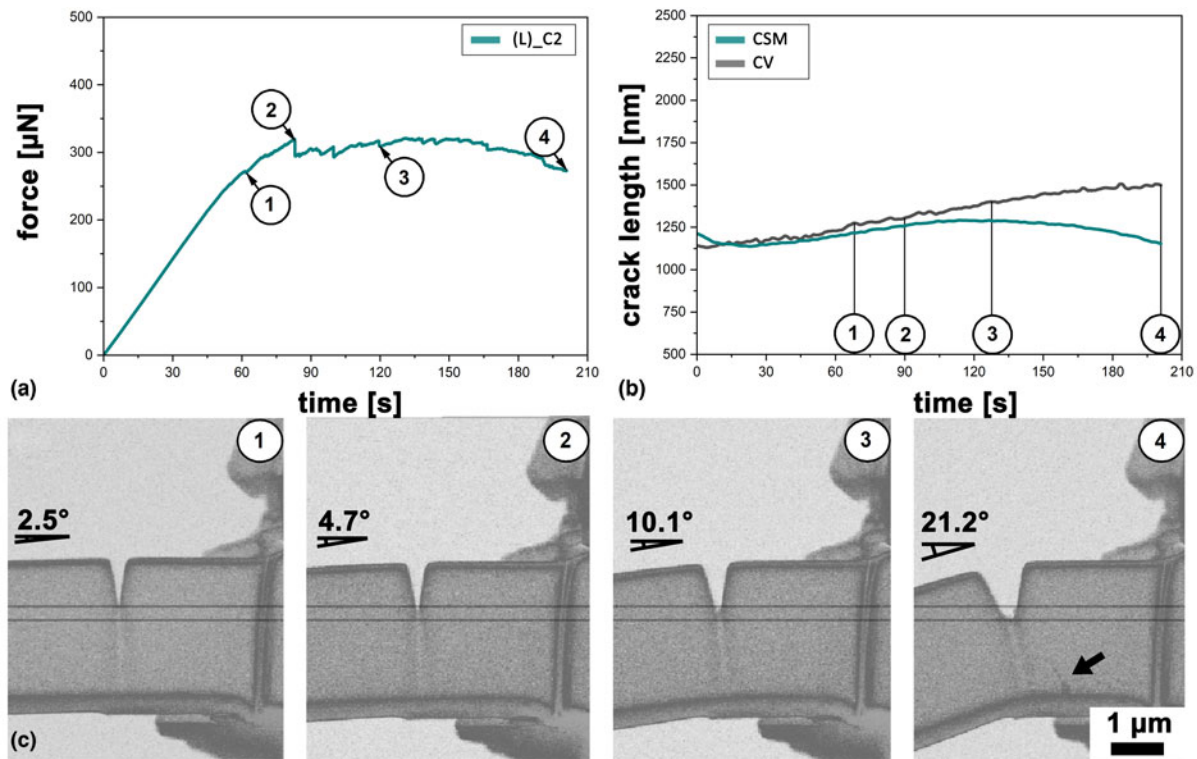 500
400
300
200
100
0
0 30 60 90 120 150 180 210
force [µN]
time [s]
(L)_C2
1
2
3
4
(a)
2500
2250
2000
1750
1500
1250
1000
750
500
0 30 60 90 120 150 180 210
crack length [nm]
time [s]
CSM
CV
1
2
3
4
(b)
1
2.5°
2
4.7°
3
10.1°
4
21.2°
1 µm
(c)